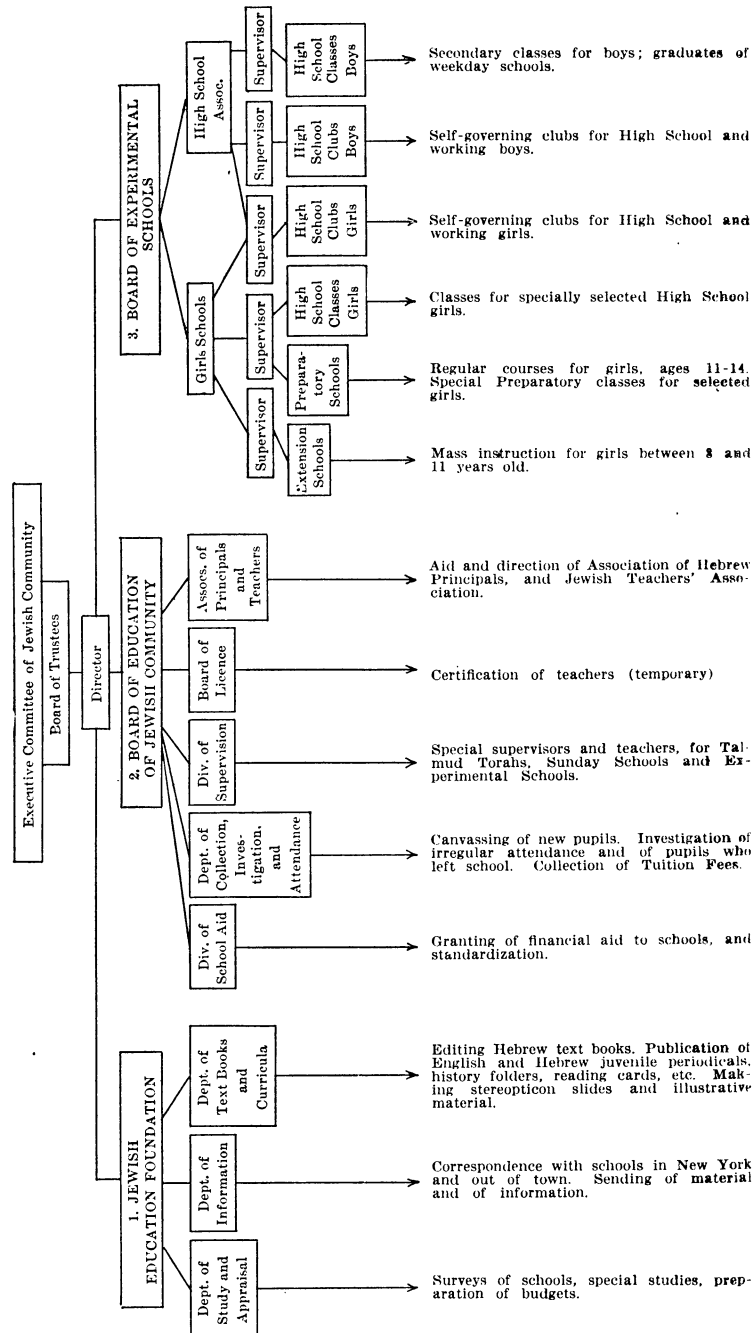 Executive Committee of Jewish Community
Board of Trustees
Director
1. JEWISH
EDUCATION FOUNDATION
2. BOARD OF EDUCATION
OF JEWISH COMMUNITY
3. BOARD OF EXPERIMENTAL
SCHOOLS
Dept. of
Study and
Appraisal
Dept. of
Information
Dept. of
Text Books
and
Curricula
Div. of
School Aid
Dept. of
Collection,
Inves-
tigation,
and
Attendance
Div. of
Supervision
Board of
Licence
Assocs. of
Principals
and
Teachers
Girls Schools
High School
Assoc.
Supervisor
Supervisor
Supervisor
Supervisor
Supervisor
Extension
Schools
Prepara-
tory
Schools
High
School
Classes
Girls
High
School
Clubs
Girls
High
School
Clubs
Boys
High
School
Classes
Boys
Secondary classes for boys; graduates of
weekday schools.
Self-governing clubs for High School and
working boys.
Self-governing clubs for High School and
working girls.
Classes for specially selected High School
girls.
Regular courses for girls, ages 11-14.
Special Preparatory classes for selected
girls.
Mass instruction for girls between 8 and
11 years old.
Aid and direction of Association of Hebrew
Principals, and Jewish Teachers' Asso-
ciation.
Certification of teachers (temporary)
Special supervisors and teachers, for Tal-
mud Torahs, Sunday Schools and Ex-
perimental Schools.
Canvassing of new pupils. Investigation of
irregular attendance and of pupils who
left school. Collection of Tuition Fees.
Granting of financial aid to schools, and
standardization.
Editing Hebrew text books. Publication of
English and Hebrew juvenile periodicals,
history folders, reading cards, etc. Mak-
ing stereopticon slides and illustrative
material.
Correspondence with schools in New York
and out of town. Sending of material
and of information.
Surveys of schools, special studies, prep-
aration of budgets.